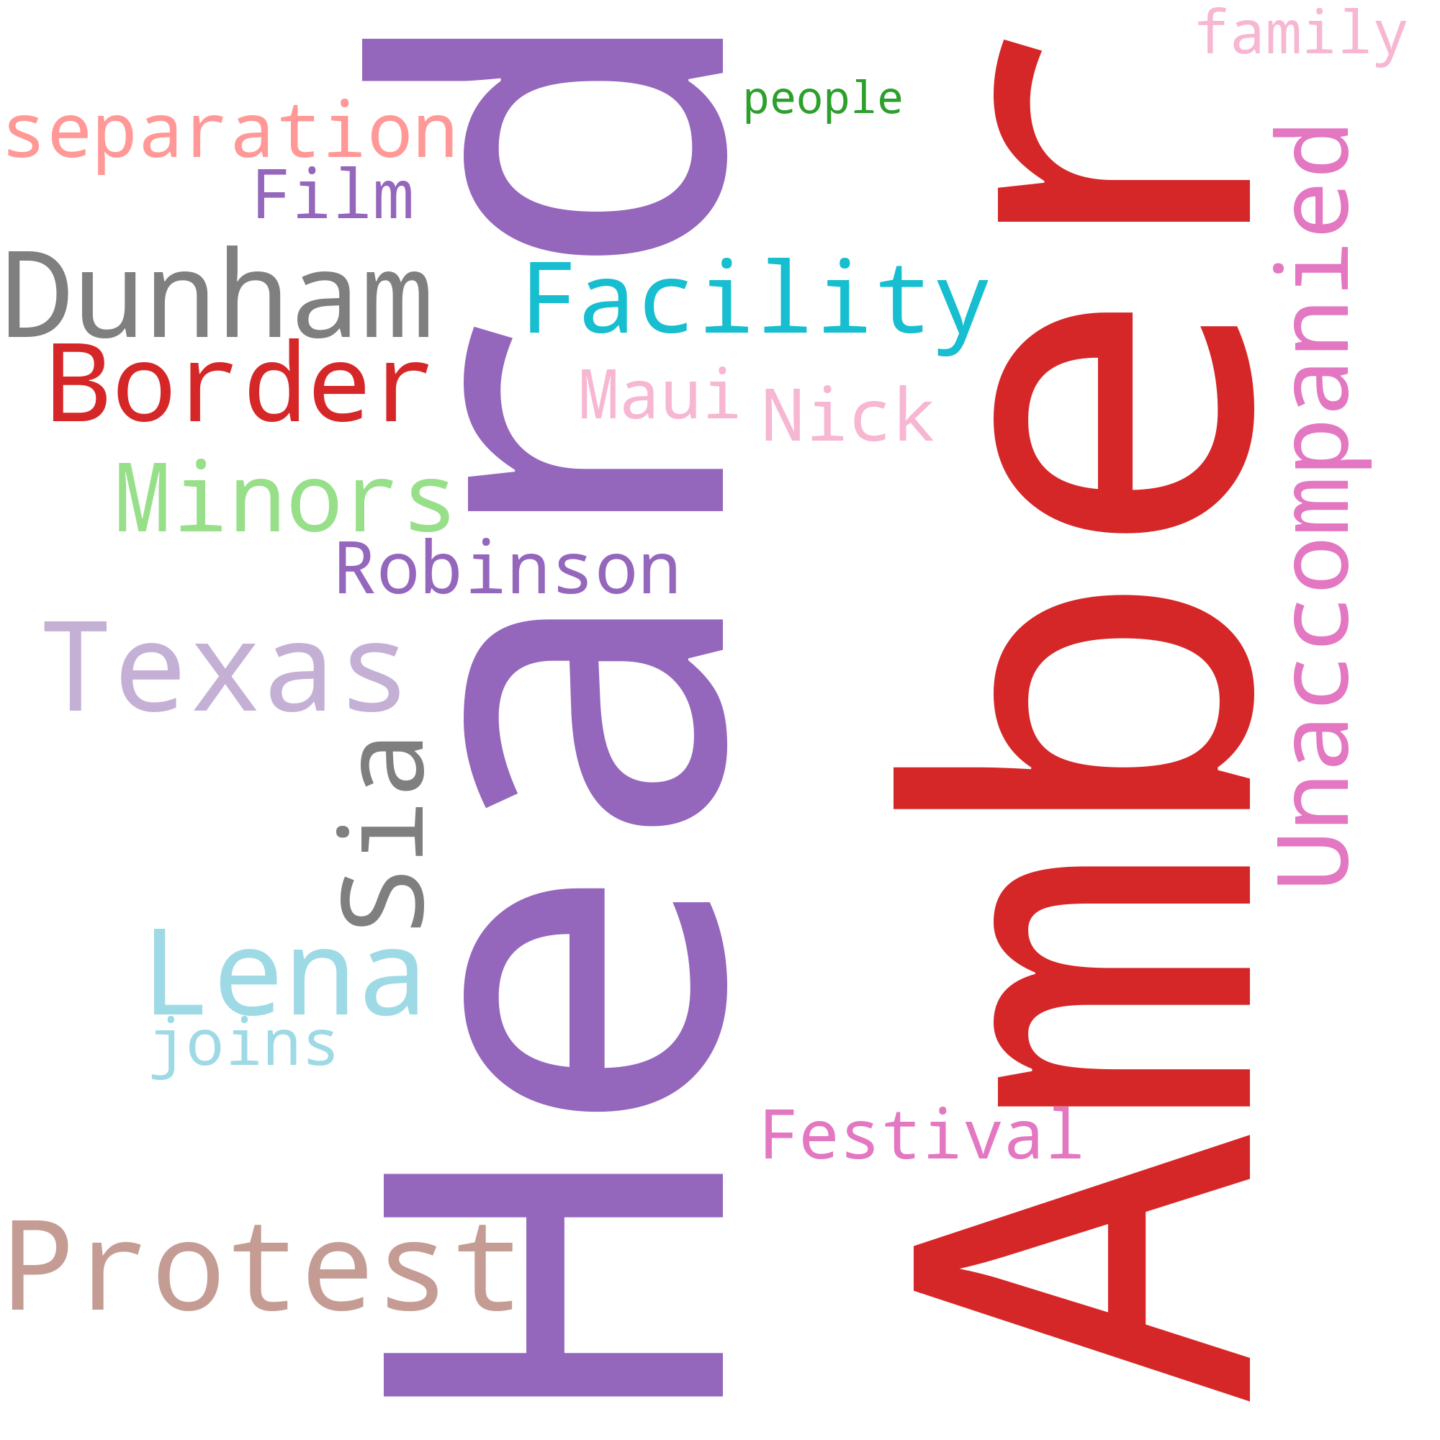 family
people
separation
Film
Dunham
Facility
Border
Maui
Nick
Minors
Robinson
Texas
Sia
Lena
joins
Festival
Protest
Heard
Amber
Unaccompanied